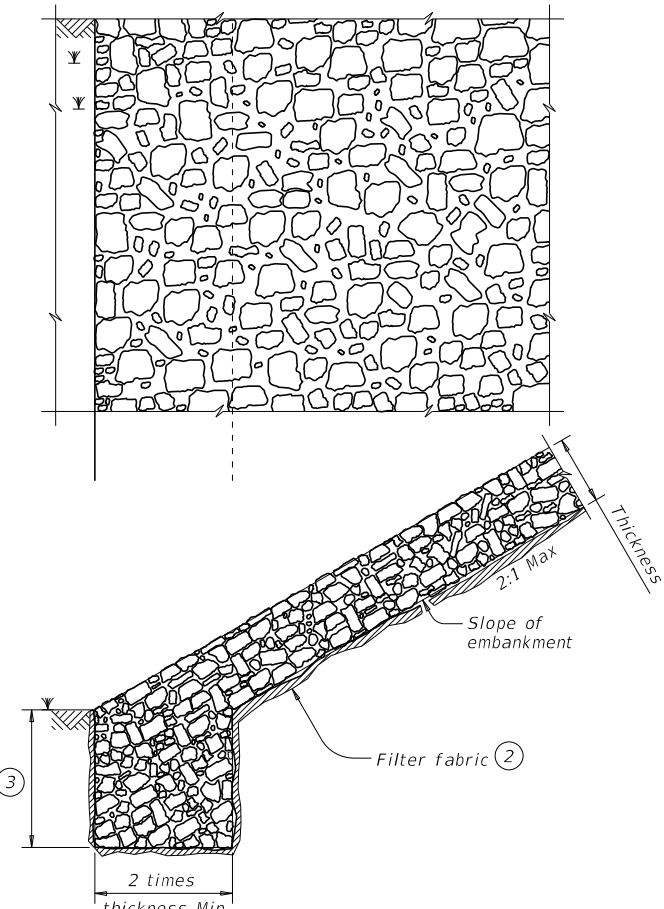 Thickness
2:1 Max
Slope of
embankment
Filter fabric 2
3
2 times
thickness Min